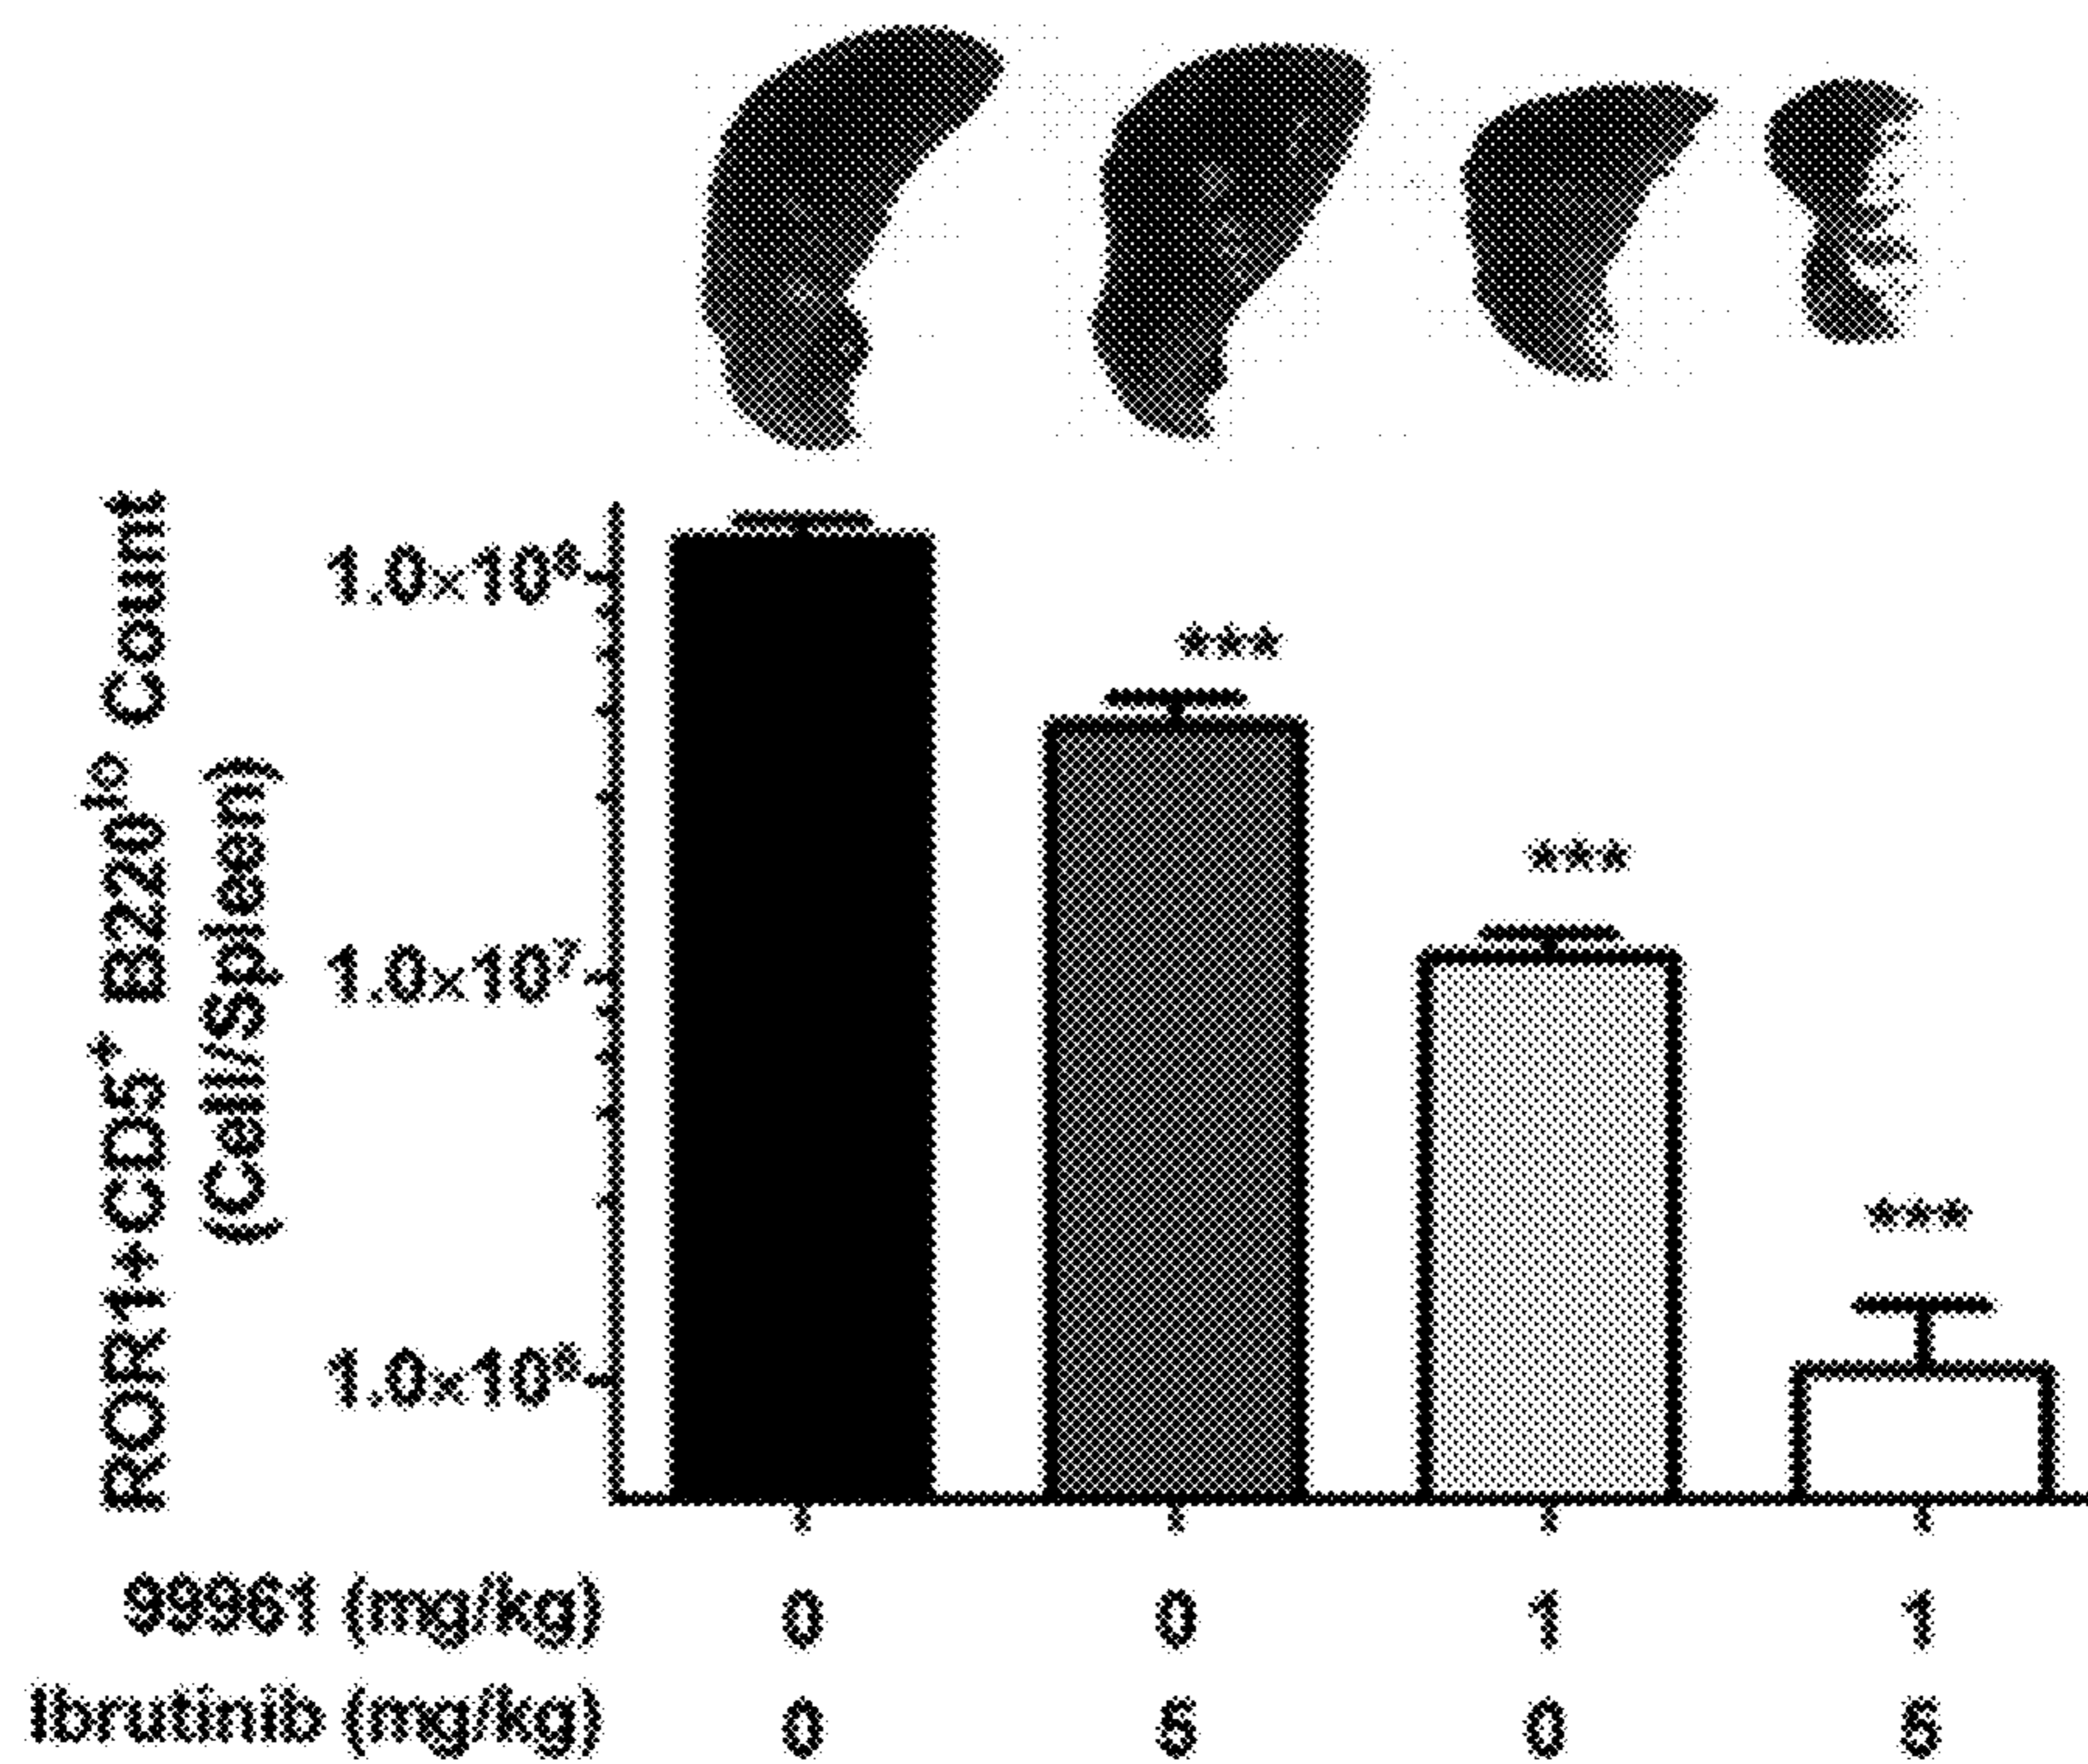 ROR1+CD5⁺ B220ˡᵒ Count
(Cell/Spleen)
1.0×10⁸
1.0×10⁷
1.0×10⁶
***
***
***
99961 (mg/kg) 0 0 1 1
Ibrutinib (mg/kg) 0 5 0 5